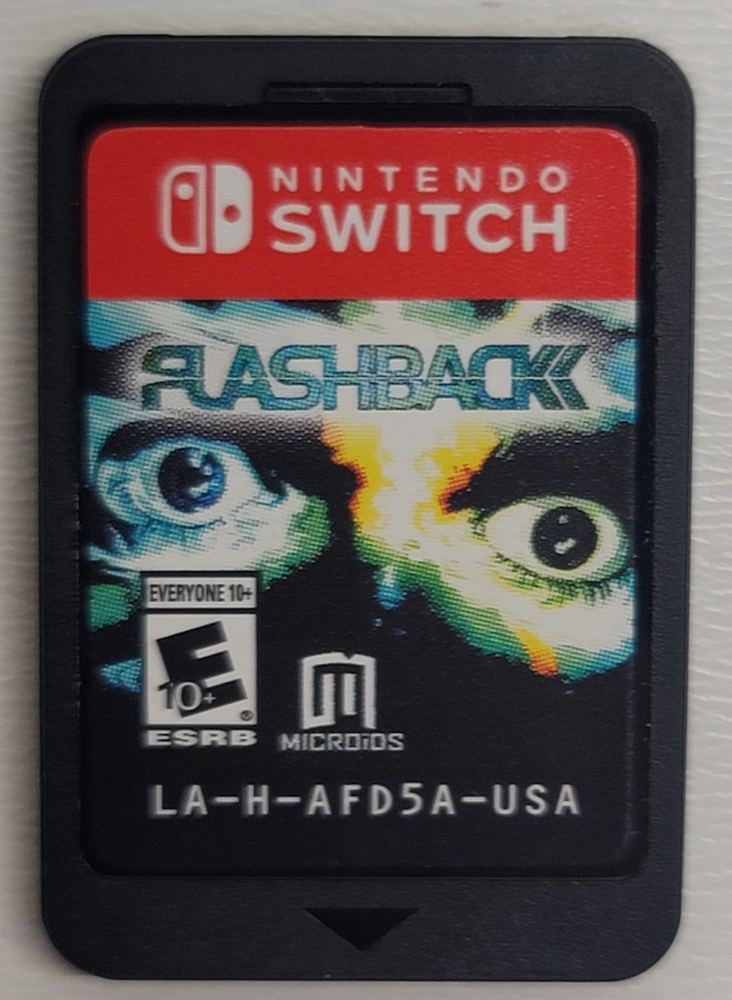 NINTENDO
SWITCH
FLASHBACK
EVERYONE 10+
E
10+
®
ESRB
MICROiDS
LA-H-AFD5A-USA